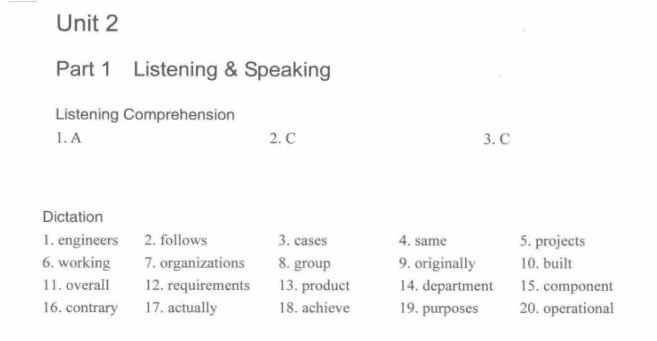 Unit 2
Part 1 Listening & Speaking
Listening Comprehension
1. A 2. C 3. C
Dictation
1. engineers 2. follows 3. cases 4. same 5. projects
6. working 7. organizations 8. group 9. originally 10. built
11. overall 12. requirements 13. product 14. department 15. component
16. contrary 17. actually 18. achieve 19. purposes 20. operational